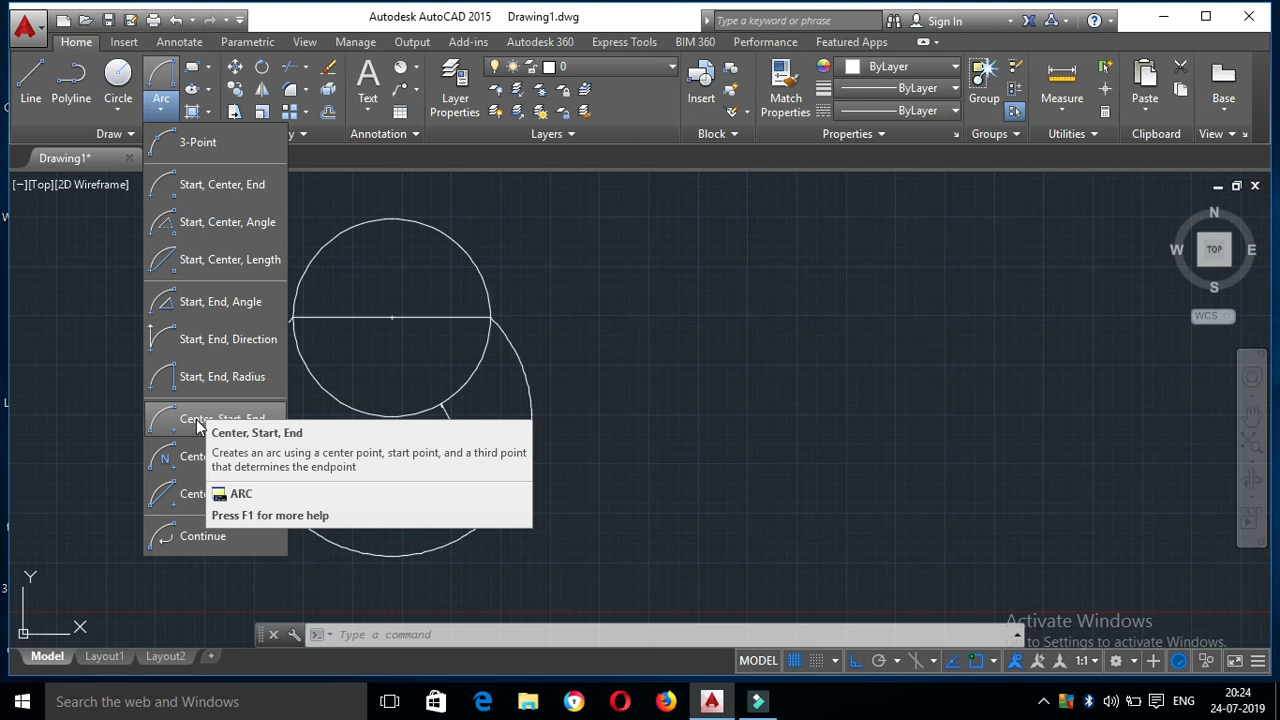 Autodesk AutoCAD 2015 Drawing1.dwg
Type a keyword or phrase
Sign In
Home Insert Annotate Parametric View Manage Output Add-ins Autodesk 360 Express Tools BIM 360 Performance Featured Apps
Line Polyline Circle Arc
Text
Layer Properties
0
Insert
Match Properties
ByLayer
ByLayer
ByLayer
Group
Measure
Paste
Base
Draw Annotation Layers Block Properties Groups Utilities Clipboard View
Drawing1*
[−][Top][2D Wireframe]
3-Point
Start, Center, End
Start, Center, Angle
Start, Center, Length
Start, End, Angle
Start, End, Direction
Start, End, Radius
Center, Start, End
Center, Start, End
Creates an arc using a center point, start point, and a third point
that determines the endpoint
ARC
Press F1 for more help
Continue
N
W TOP E
S
WCS
Y
X
Activate Windows
Go to Settings to activate Windows.
Type a command
Model Layout1 Layout2 +
MODEL 1:1
Search the web and Windows
ENG
20:24
24-07-2019